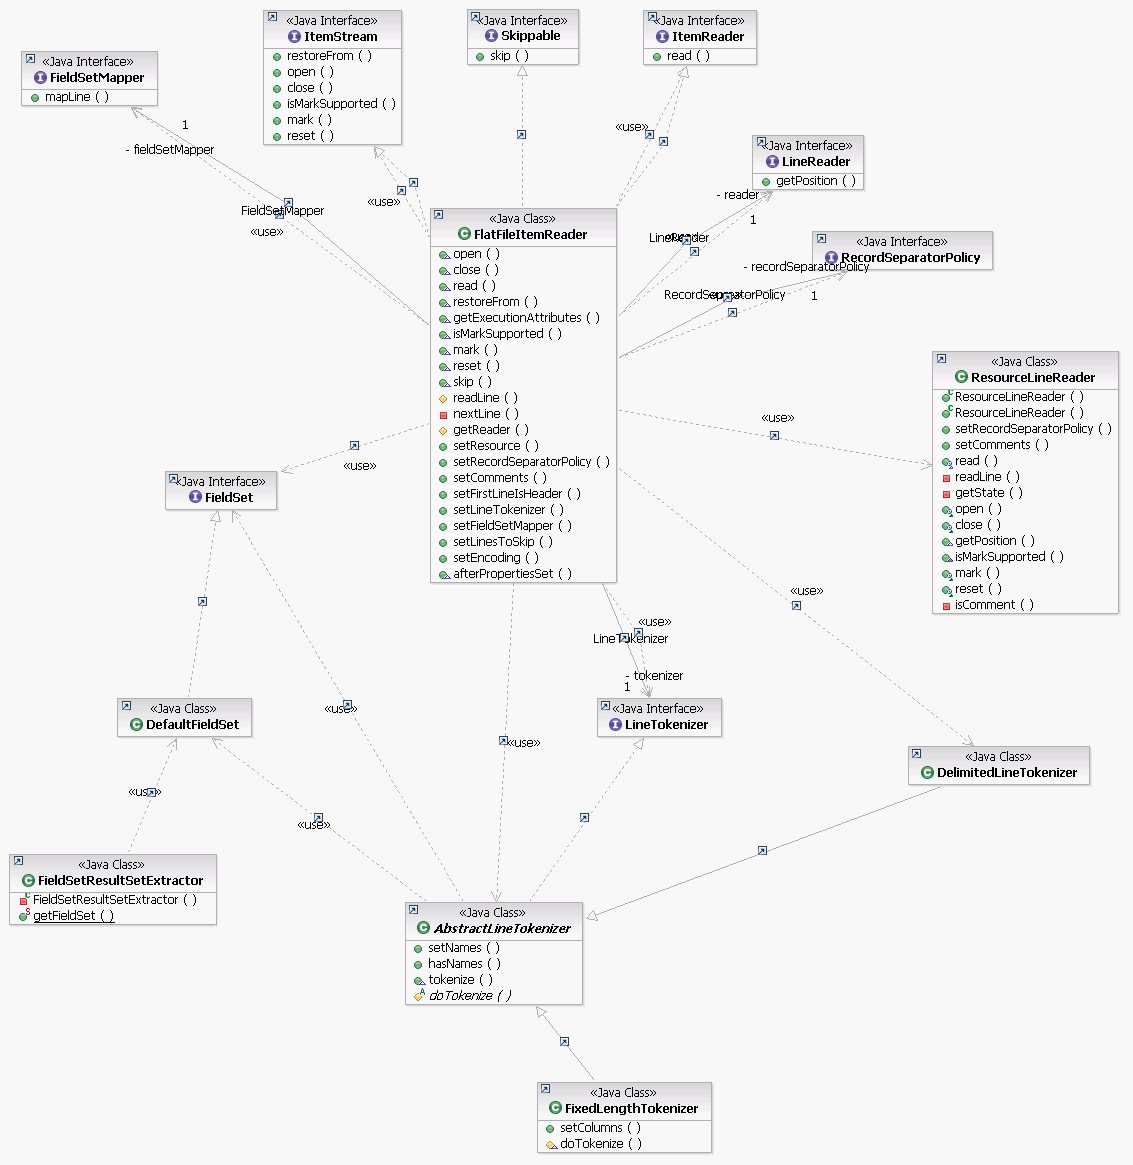 «Java Interface»
FieldSetMapper
mapLine ( )
«Java Interface»
ItemStream
restoreFrom ( )
open ( )
close ( )
isMarkSupported ( )
mark ( )
reset ( )
«Java Interface»
Skippable
skip ( )
«Java Interface»
ItemReader
read ( )
«Java Interface»
LineReader
getPosition ( )
«Java Interface»
RecordSeparatorPolicy
1
- fieldSetMapper
FieldSetMapper
«use»
«use»
«use»
- reader
1
LineReader
«use»
- recordSeparatorPolicy
1
RecordSeparatorPolicy
«use»
«Java Class»
FlatFileItemReader
open ( )
close ( )
read ( )
restoreFrom ( )
getExecutionAttributes ( )
isMarkSupported ( )
mark ( )
reset ( )
skip ( )
readLine ( )
nextLine ( )
getReader ( )
setResource ( )
setRecordSeparatorPolicy ( )
setComments ( )
setFirstLineIsHeader ( )
setLineTokenizer ( )
setFieldSetMapper ( )
setLinesToSkip ( )
setEncoding ( )
afterPropertiesSet ( )
«use»
«Java Class»
ResourceLineReader
ResourceLineReader ( )
ResourceLineReader ( )
setRecordSeparatorPolicy ( )
setComments ( )
read ( )
readLine ( )
getState ( )
open ( )
close ( )
getPosition ( )
isMarkSupported ( )
mark ( )
reset ( )
isComment ( )
«use»
«Java Interface»
FieldSet
«use»
«use»
LineTokenizer
- tokenizer
1
«Java Class»
DefaultFieldSet
«use»
«use»
«Java Interface»
LineTokenizer
«Java Class»
DelimitedLineTokenizer
«use»
«use»
«Java Class»
FieldSetResultSetExtractor
FieldSetResultSetExtractor ( )
getFieldSet ( )
«Java Class»
AbstractLineTokenizer
setNames ( )
hasNames ( )
tokenize ( )
doTokenize ( )
«Java Class»
FixedLengthTokenizer
setColumns ( )
doTokenize ( )